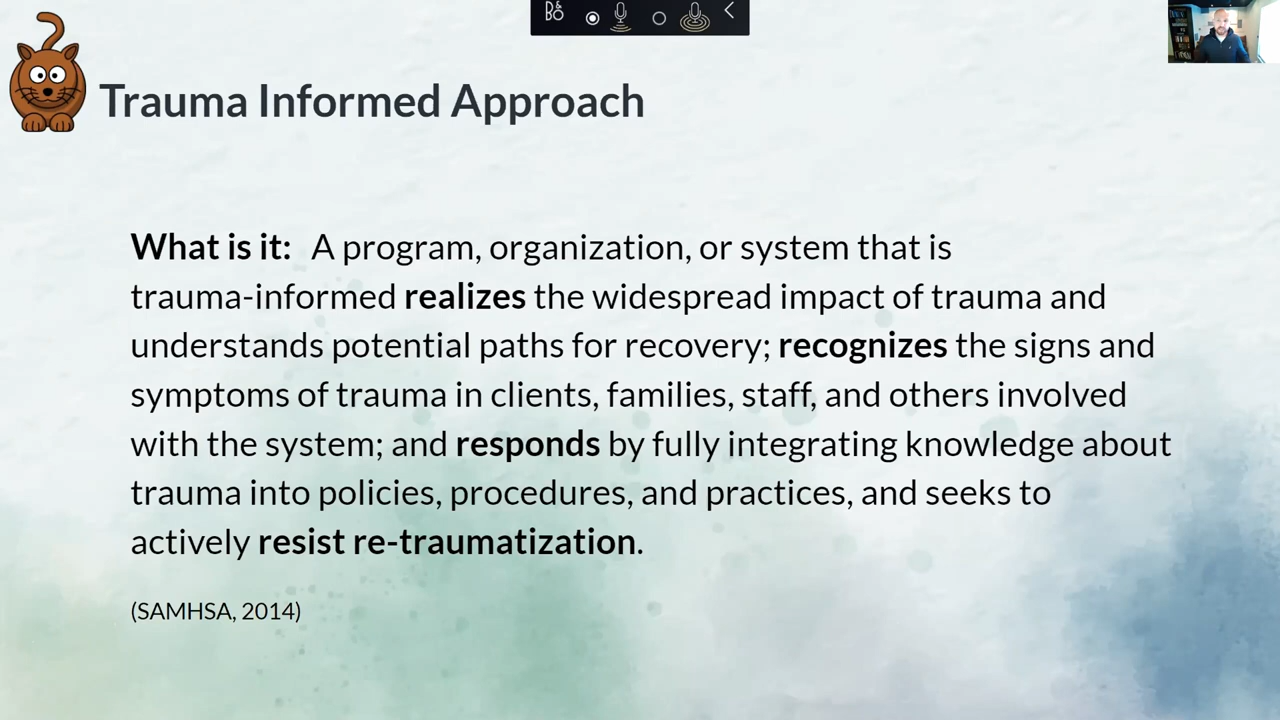 B&O
Trauma Informed Approach
What is it: A program, organization, or system that is
trauma-informed realizes the widespread impact of trauma and
understands potential paths for recovery; recognizes the signs and
symptoms of trauma in clients, families, staff, and others involved
with the system; and responds by fully integrating knowledge about
trauma into policies, procedures, and practices, and seeks to
actively resist re-traumatization.
(SAMHSA, 2014)